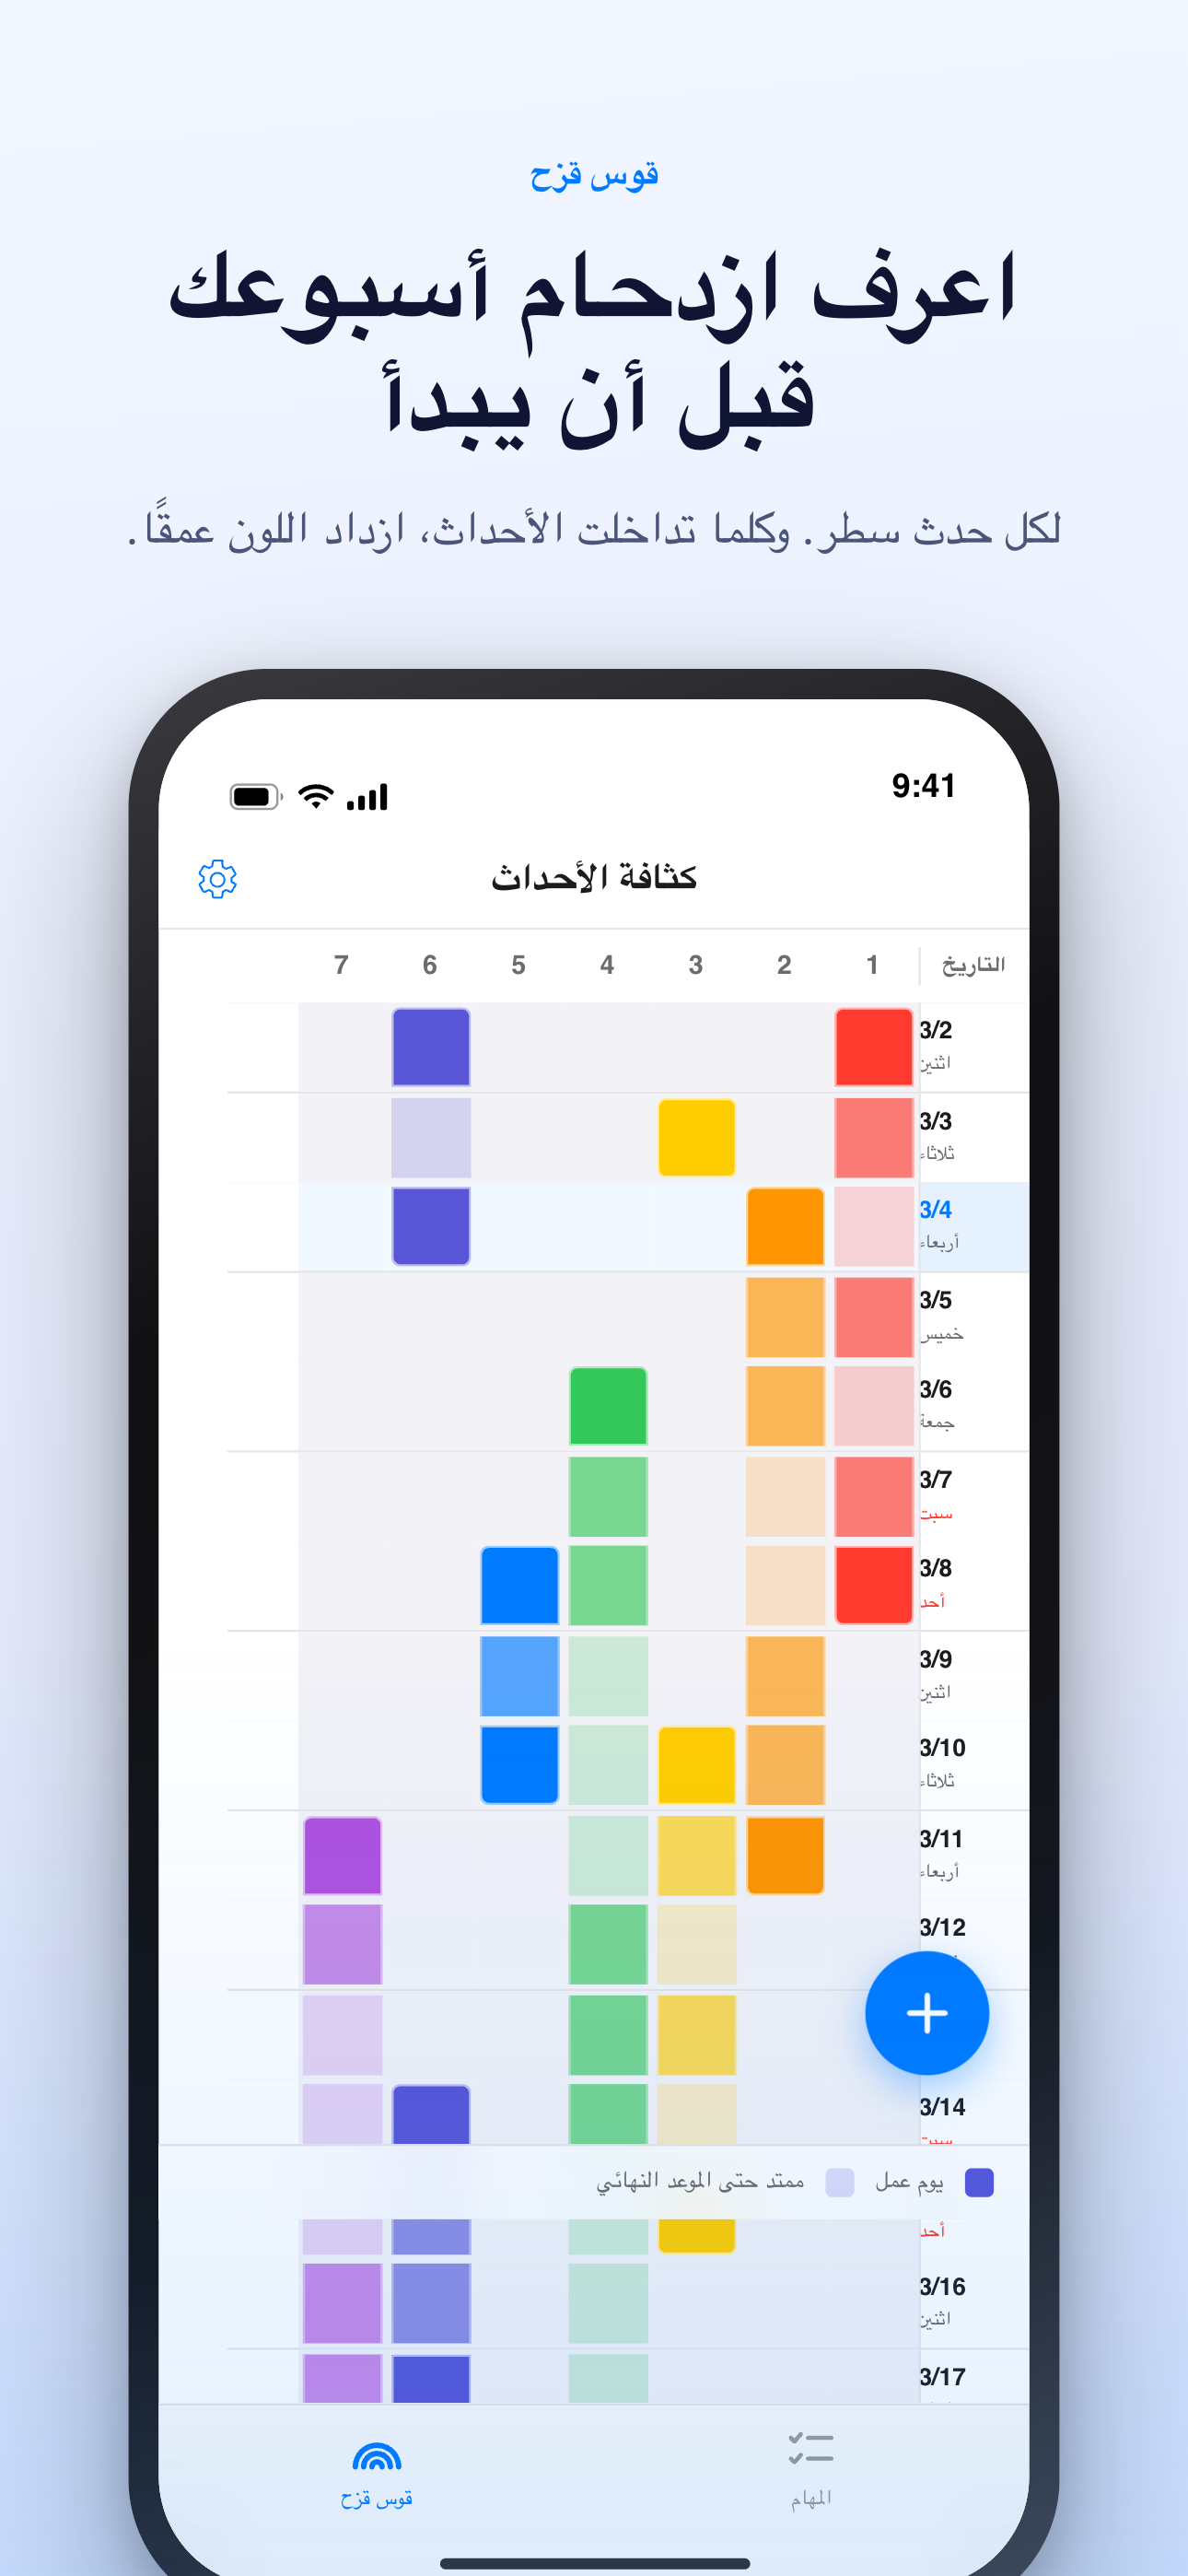 قوس قزح
اعرف ازدحام أسبوعك
قبل أن يبدأ
لكل حدث سطر. وكلما تداخلت الأحداث، ازداد اللون عمقًا.
9:41
كثافة الأحداث
التاريخ 1 2 3 4 5 6 7
3/2
اثنين
3/3
ثلاثاء
3/4
أربعاء
3/5
خميس
3/6
جمعة
3/7
سبت
3/8
أحد
3/9
اثنين
3/10
ثلاثاء
3/11
أربعاء
3/12
3/14
سبت
يوم عمل ممتد حتى الموعد النهائي
أحد
3/16
اثنين
3/17
المهام قوس قزح